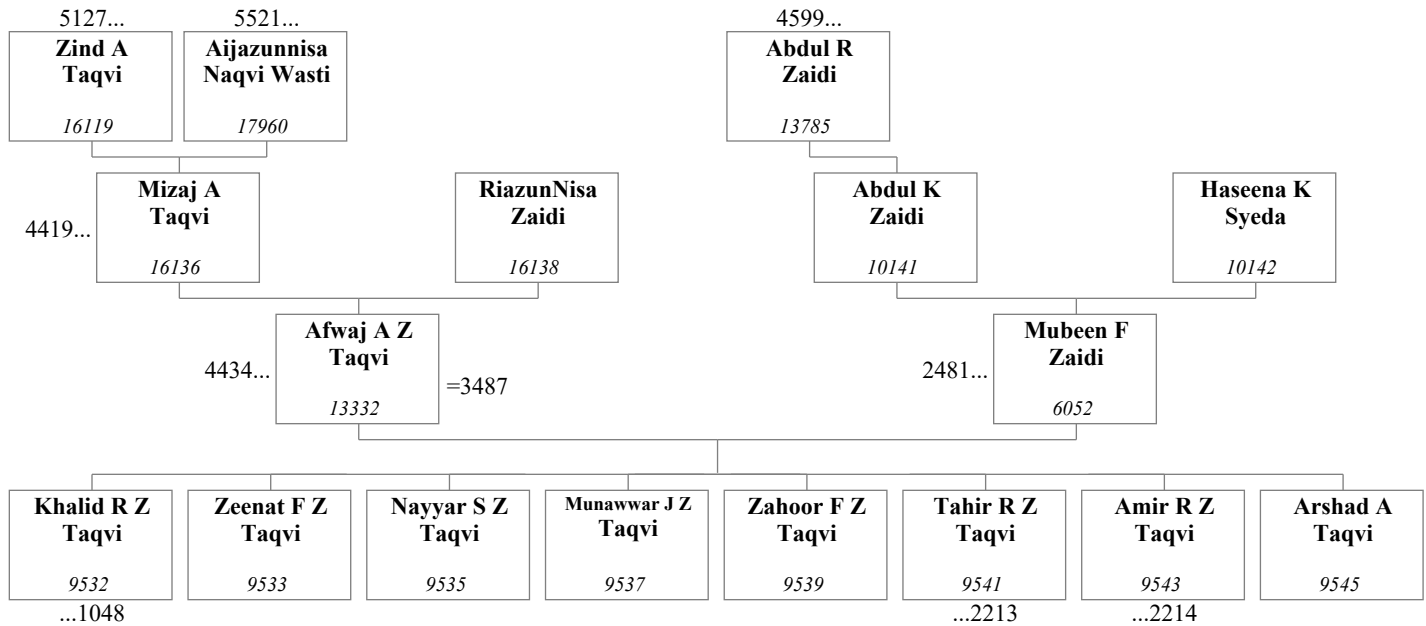 5127...
5521...
4599...
Zind A
Taqvi
16119
Aijazunnisa
Naqvi Wasti
17960
Abdul R
Zaidi
13785
4419...
Mizaj A
Taqvi
16136
RiazunNisa
Zaidi
16138
Abdul K
Zaidi
10141
Haseena K
Syeda
10142
4434...
Afwaj A Z
Taqvi
13332
=3487
2481...
Mubeen F
Zaidi
6052
Khalid R Z
Taqvi
9532
...1048
Zeenat F Z
Taqvi
9533
Nayyar S Z
Taqvi
9535
Munawwar J Z
Taqvi
9537
Zahoor F Z
Taqvi
9539
Tahir R Z
Taqvi
9541
...2213
Amir R Z
Taqvi
9543
...2214
Arshad A
Taqvi
9545